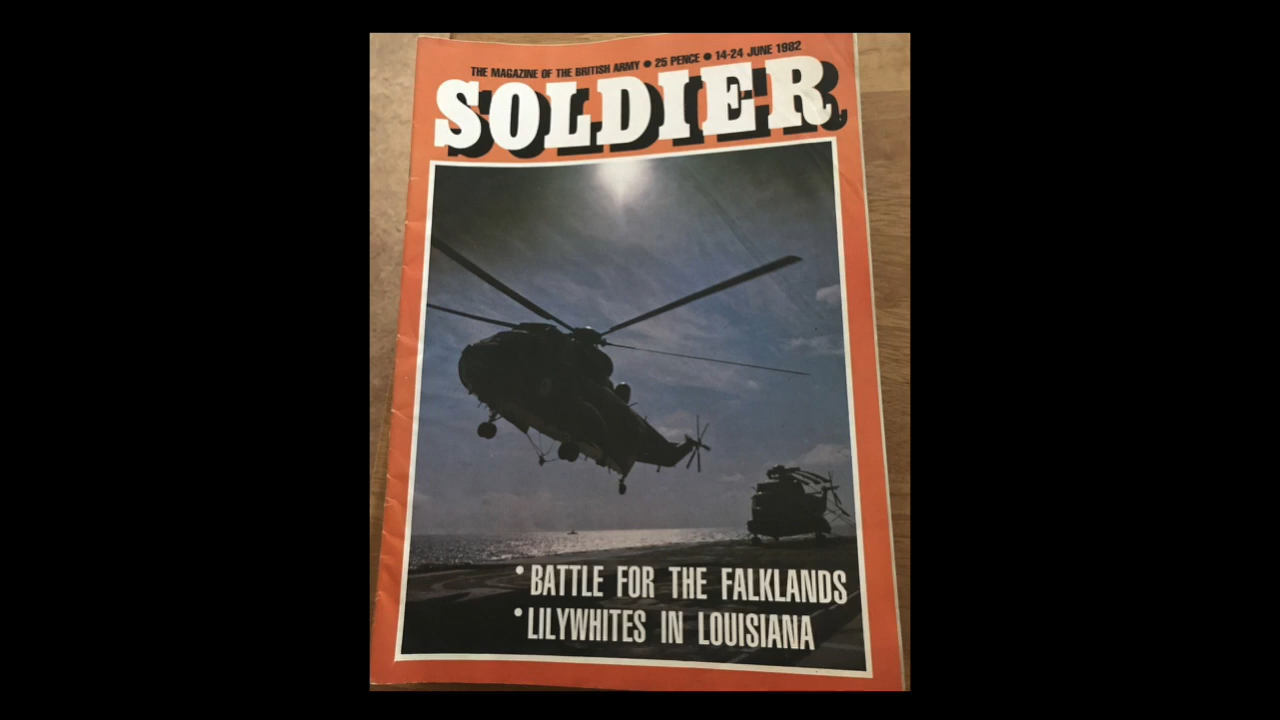 THE MAGAZINE OF THE BRITISH ARMY ● 25 PENCE ● 14-24 JUNE 1982
SOLDIER
• BATTLE FOR THE FALKLANDS
• LILYWHITES IN LOUISIANA